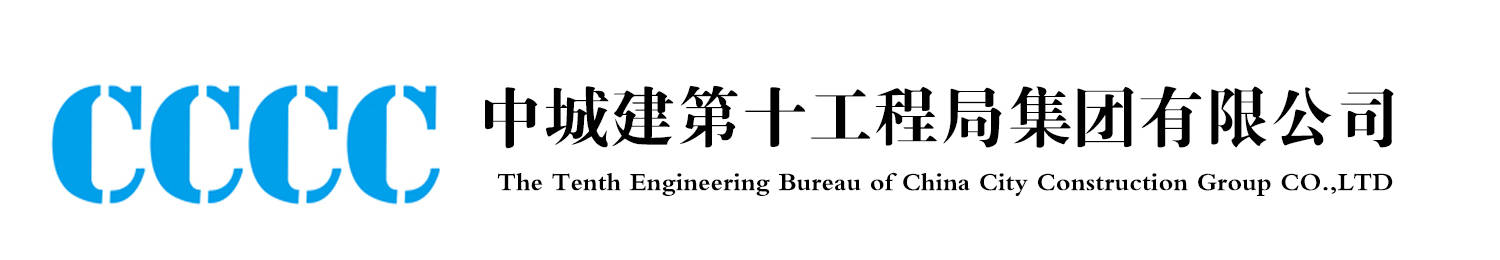 CCCC
中城建第十工程局集团有限公司
The Tenth Engineering Bureau of China City Construction Group CO.,LTD